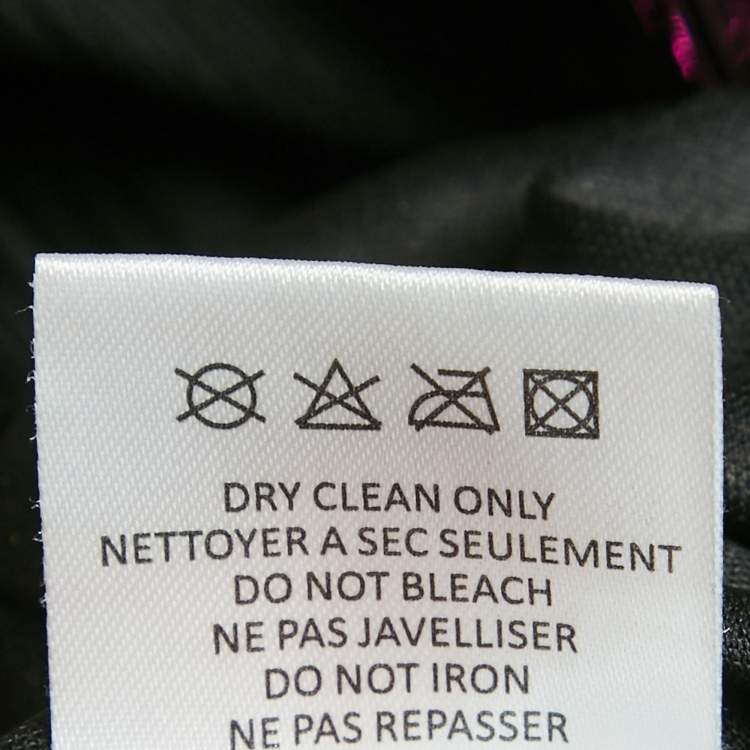 DRY CLEAN ONLY
NETTOYER A SEC SEULEMENT
DO NOT BLEACH
NE PAS JAVELLISER
DO NOT IRON
NE PAS REPASSER